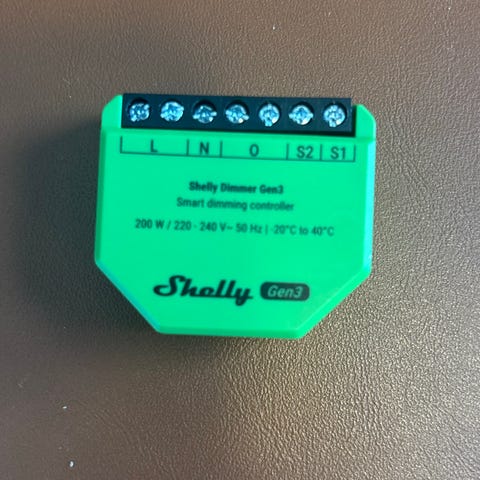 L N O S2 S1
Shelly Dimmer Gen3
Smart dimming controller
200 W / 220 - 240 V~ 50 Hz | -20°C to 40°C
Shelly Gen3